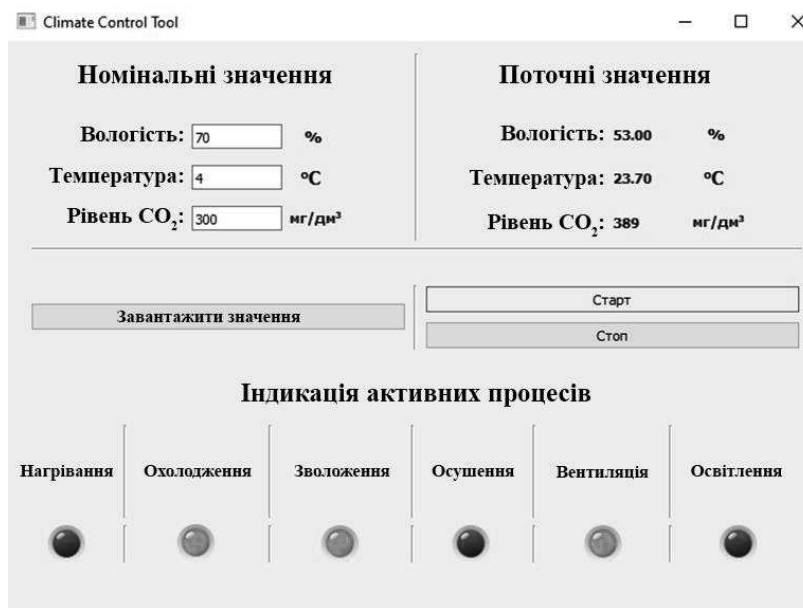 Climate Control Tool
Номінальні значення
Вологість: 70 %
Температура: 4 ºC
Рівень CO₂: 300 мг/дм³
Поточні значення
Вологість: 53.00 %
Температура: 23.70 ºC
Рівень CO₂: 389 мг/дм³
Завантажити значення
Старт
Стоп
Індикація активних процесів
Нагрівання Охолодження Зволоження Осушення Вентиляція Освітлення